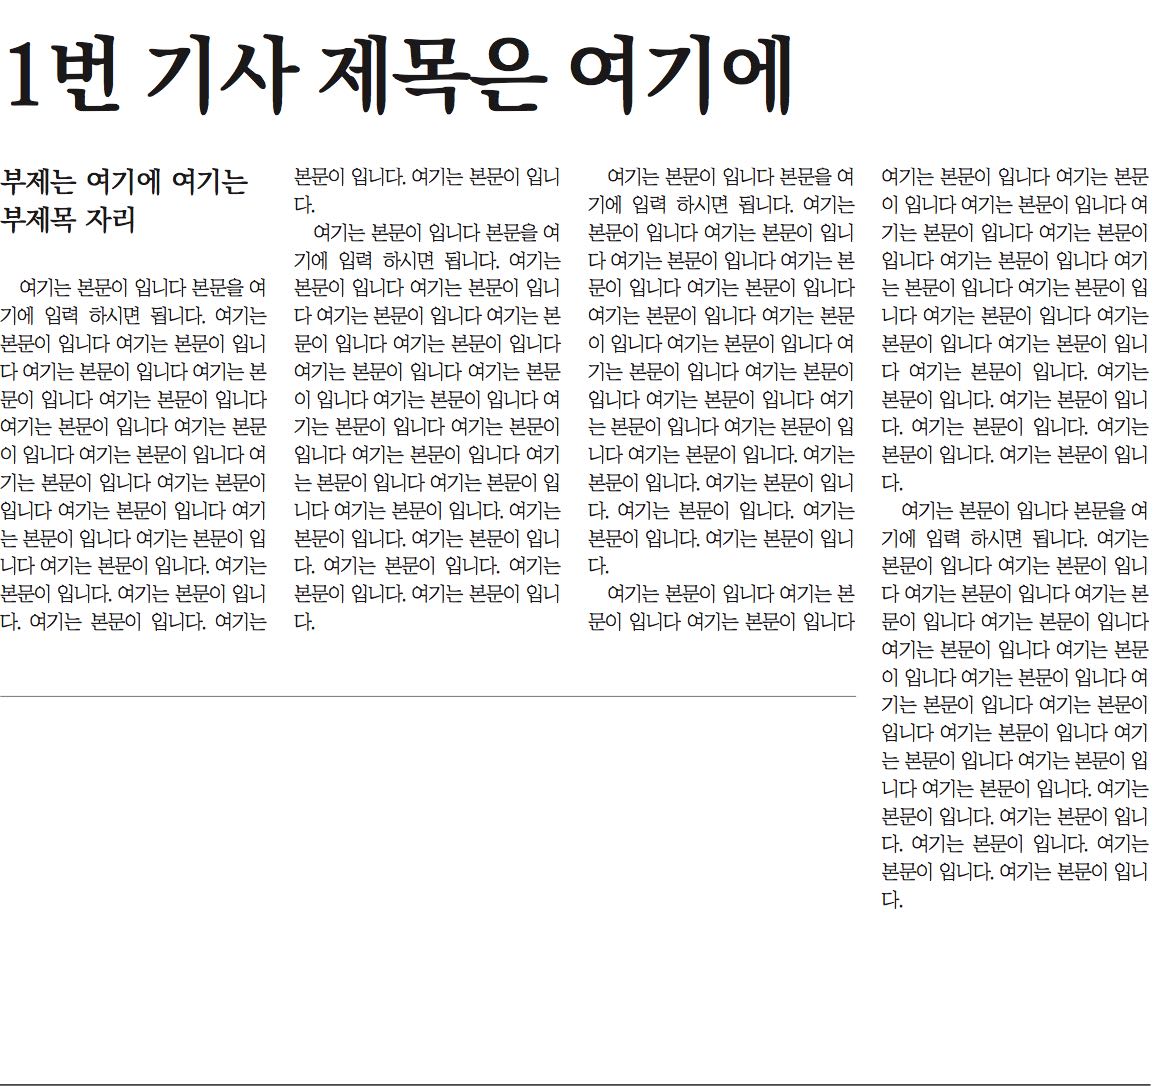 1번 기사 제목은 여기에
부제는 여기에 여기는
부제목 자리
여기는 본문이 입니다 본문을 여
기에 입력 하시면 됩니다. 여기는
본문이 입니다 여기는 본문이 입니
다 여기는 본문이 입니다 여기는 본
문이 입니다 여기는 본문이 입니다
여기는 본문이 입니다 여기는 본문
이 입니다 여기는 본문이 입니다 여
기는 본문이 입니다 여기는 본문이
입니다 여기는 본문이 입니다 여기
는 본문이 입니다 여기는 본문이 입
니다 여기는 본문이 입니다. 여기는
본문이 입니다. 여기는 본문이 입니
다. 여기는 본문이 입니다. 여기는
본문이 입니다. 여기는 본문이 입니
다.
여기는 본문이 입니다 본문을 여
기에 입력 하시면 됩니다. 여기는
본문이 입니다 여기는 본문이 입니
다 여기는 본문이 입니다 여기는 본
문이 입니다 여기는 본문이 입니다
여기는 본문이 입니다 여기는 본문
이 입니다 여기는 본문이 입니다 여
기는 본문이 입니다 여기는 본문이
입니다 여기는 본문이 입니다 여기
는 본문이 입니다 여기는 본문이 입
니다 여기는 본문이 입니다. 여기는
본문이 입니다. 여기는 본문이 입니
다. 여기는 본문이 입니다. 여기는
본문이 입니다. 여기는 본문이 입니
다.
여기는 본문이 입니다 본문을 여
기에 입력 하시면 됩니다. 여기는
본문이 입니다 여기는 본문이 입니
다 여기는 본문이 입니다 여기는 본
문이 입니다 여기는 본문이 입니다
여기는 본문이 입니다 여기는 본문
이 입니다 여기는 본문이 입니다 여
기는 본문이 입니다 여기는 본문이
입니다 여기는 본문이 입니다 여기
는 본문이 입니다 여기는 본문이 입
니다 여기는 본문이 입니다. 여기는
본문이 입니다. 여기는 본문이 입니
다. 여기는 본문이 입니다. 여기는
본문이 입니다. 여기는 본문이 입니
다.
여기는 본문이 입니다 여기는 본
문이 입니다 여기는 본문이 입니다
여기는 본문이 입니다 여기는 본문
이 입니다 여기는 본문이 입니다 여
기는 본문이 입니다 여기는 본문이
입니다 여기는 본문이 입니다 여기
는 본문이 입니다 여기는 본문이 입
니다 여기는 본문이 입니다 여기는
본문이 입니다 여기는 본문이 입니
다 여기는 본문이 입니다. 여기는
본문이 입니다. 여기는 본문이 입니
다. 여기는 본문이 입니다. 여기는
본문이 입니다. 여기는 본문이 입니
다.
여기는 본문이 입니다 본문을 여
기에 입력 하시면 됩니다. 여기는
본문이 입니다 여기는 본문이 입니
다 여기는 본문이 입니다 여기는 본
문이 입니다 여기는 본문이 입니다
여기는 본문이 입니다 여기는 본문
이 입니다 여기는 본문이 입니다 여
기는 본문이 입니다 여기는 본문이
입니다 여기는 본문이 입니다 여기
는 본문이 입니다 여기는 본문이 입
니다 여기는 본문이 입니다. 여기는
본문이 입니다. 여기는 본문이 입니
다. 여기는 본문이 입니다. 여기는
본문이 입니다. 여기는 본문이 입니
다.